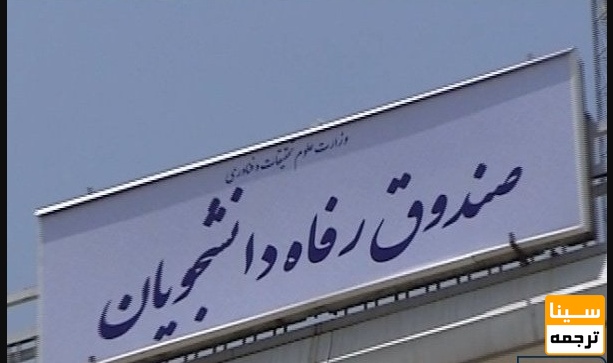 وزارت علوم تحقیقات و فناوری
صندوق رفاه دانشجویان
سینا
ترجمه